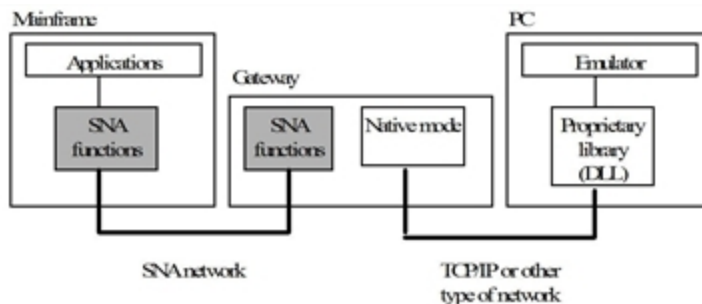 Mainframe
Applications
SNA
functions
Gateway
SNA
functions
Native mode
PC
Emulator
Proprietary
library
(DLL)
SNA network
TCP/IP or other
type of network